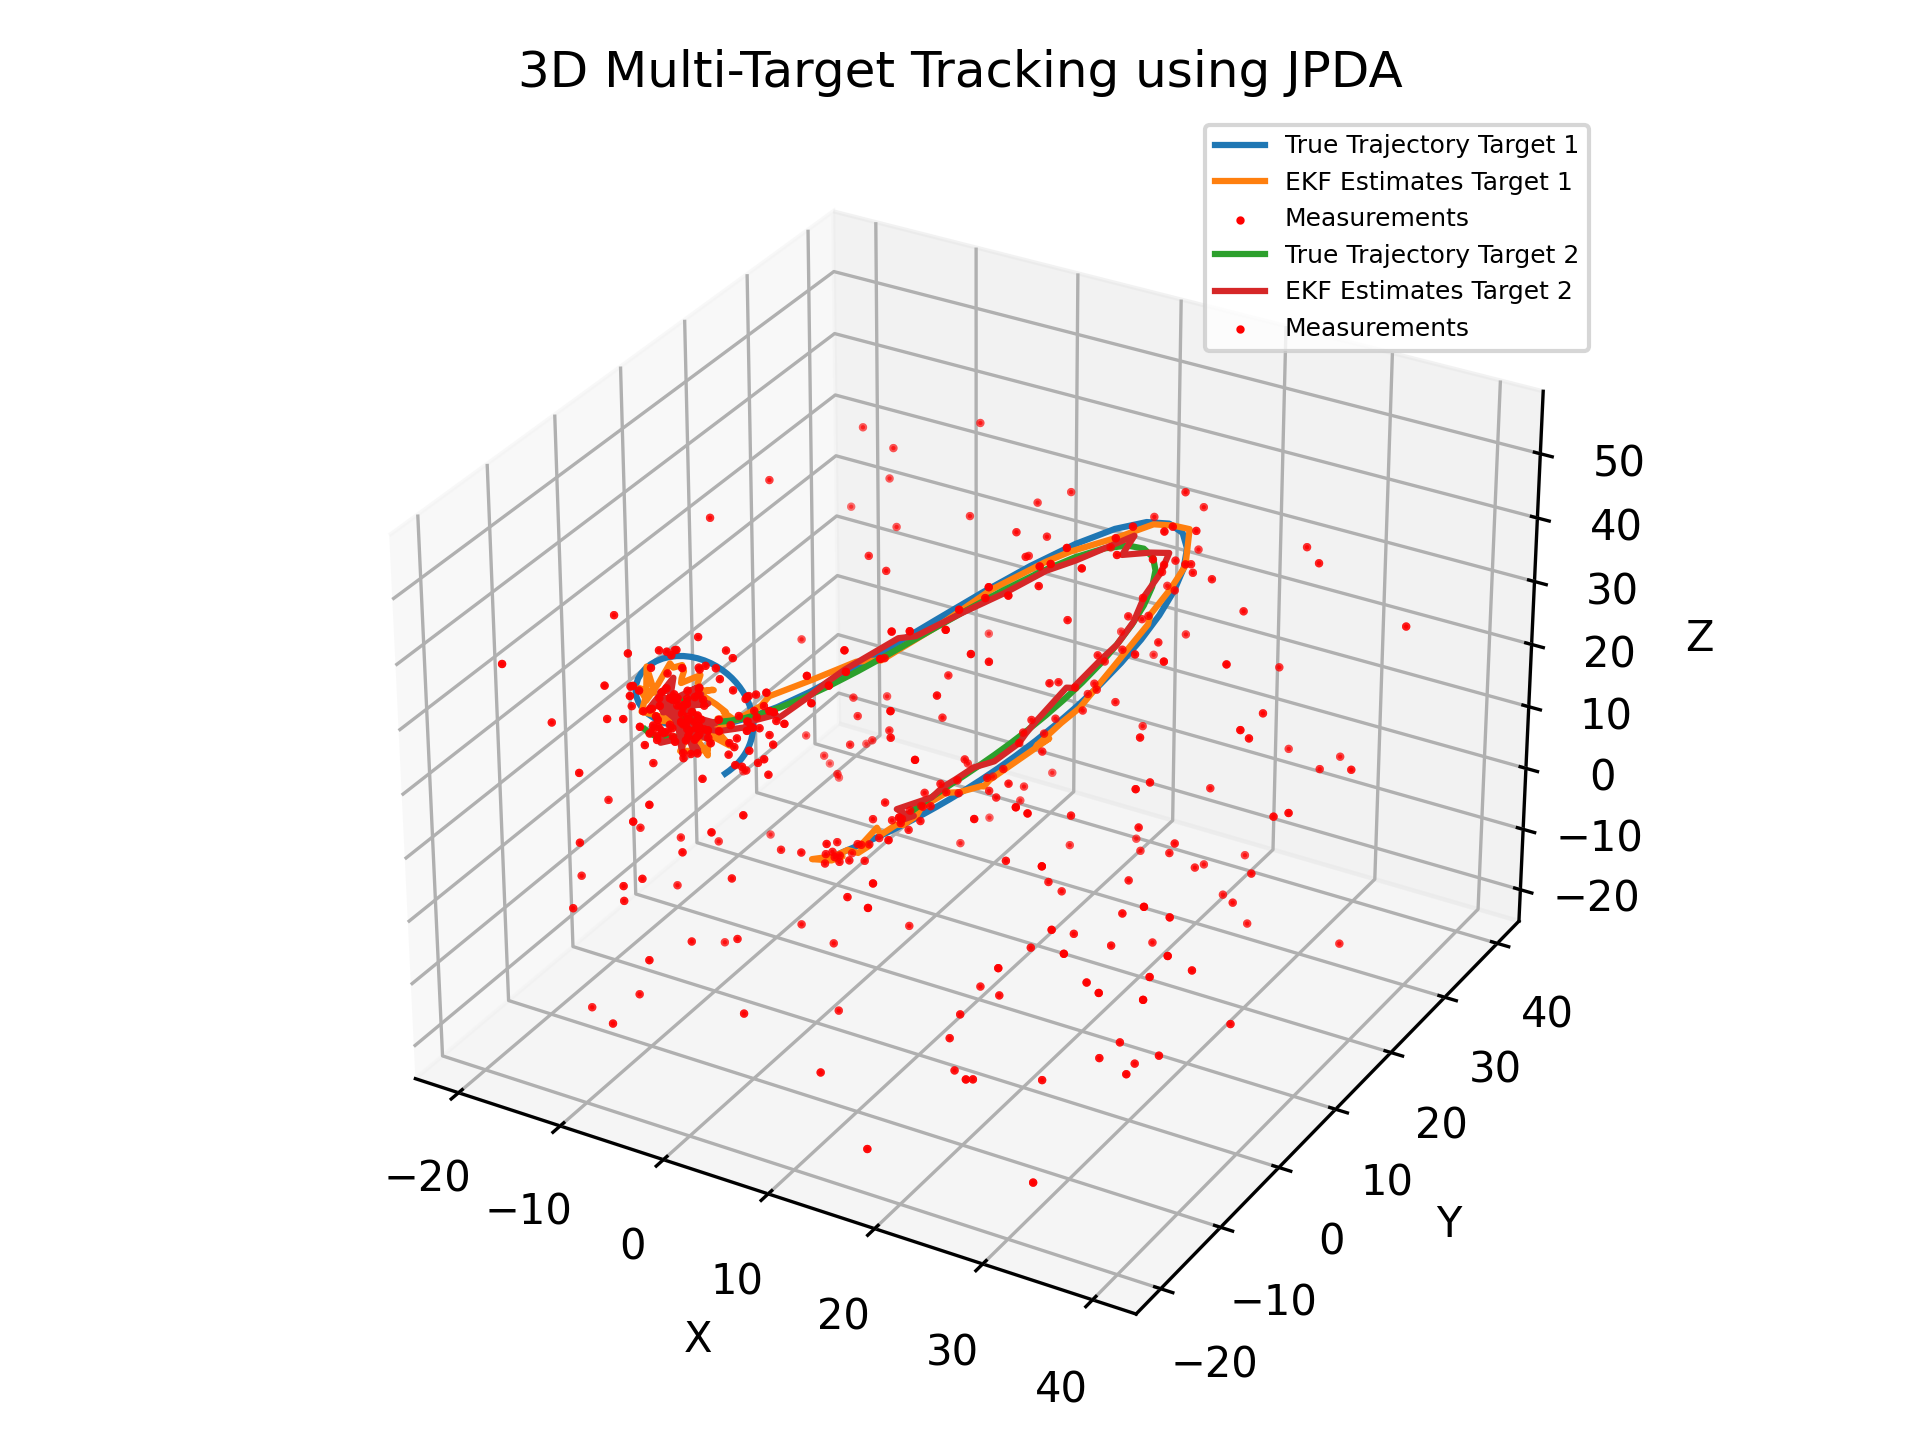 3D Multi-Target Tracking using JPDA
True Trajectory Target 1
EKF Estimates Target 1
Measurements
True Trajectory Target 2
EKF Estimates Target 2
Measurements
50
40
30
20
10
0
−10
−20
Z
40
30
20
10
0
−10
−20
Y
−20
−10
0
10
20
30
40
X